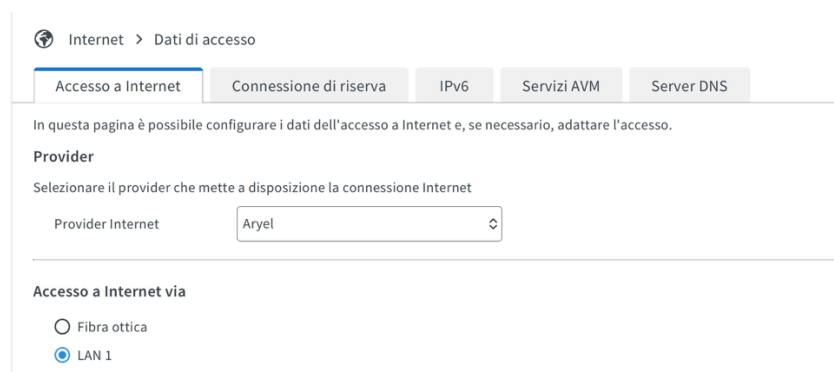 Internet > Dati di accesso
Accesso a Internet Connessione di riserva IPv6 Servizi AVM Server DNS
In questa pagina è possibile configurare i dati dell'accesso a Internet e, se necessario, adattare l'accesso.
Provider
Selezionare il provider che mette a disposizione la connessione Internet
Provider Internet Aryel
Accesso a Internet via
Fibra ottica
LAN 1